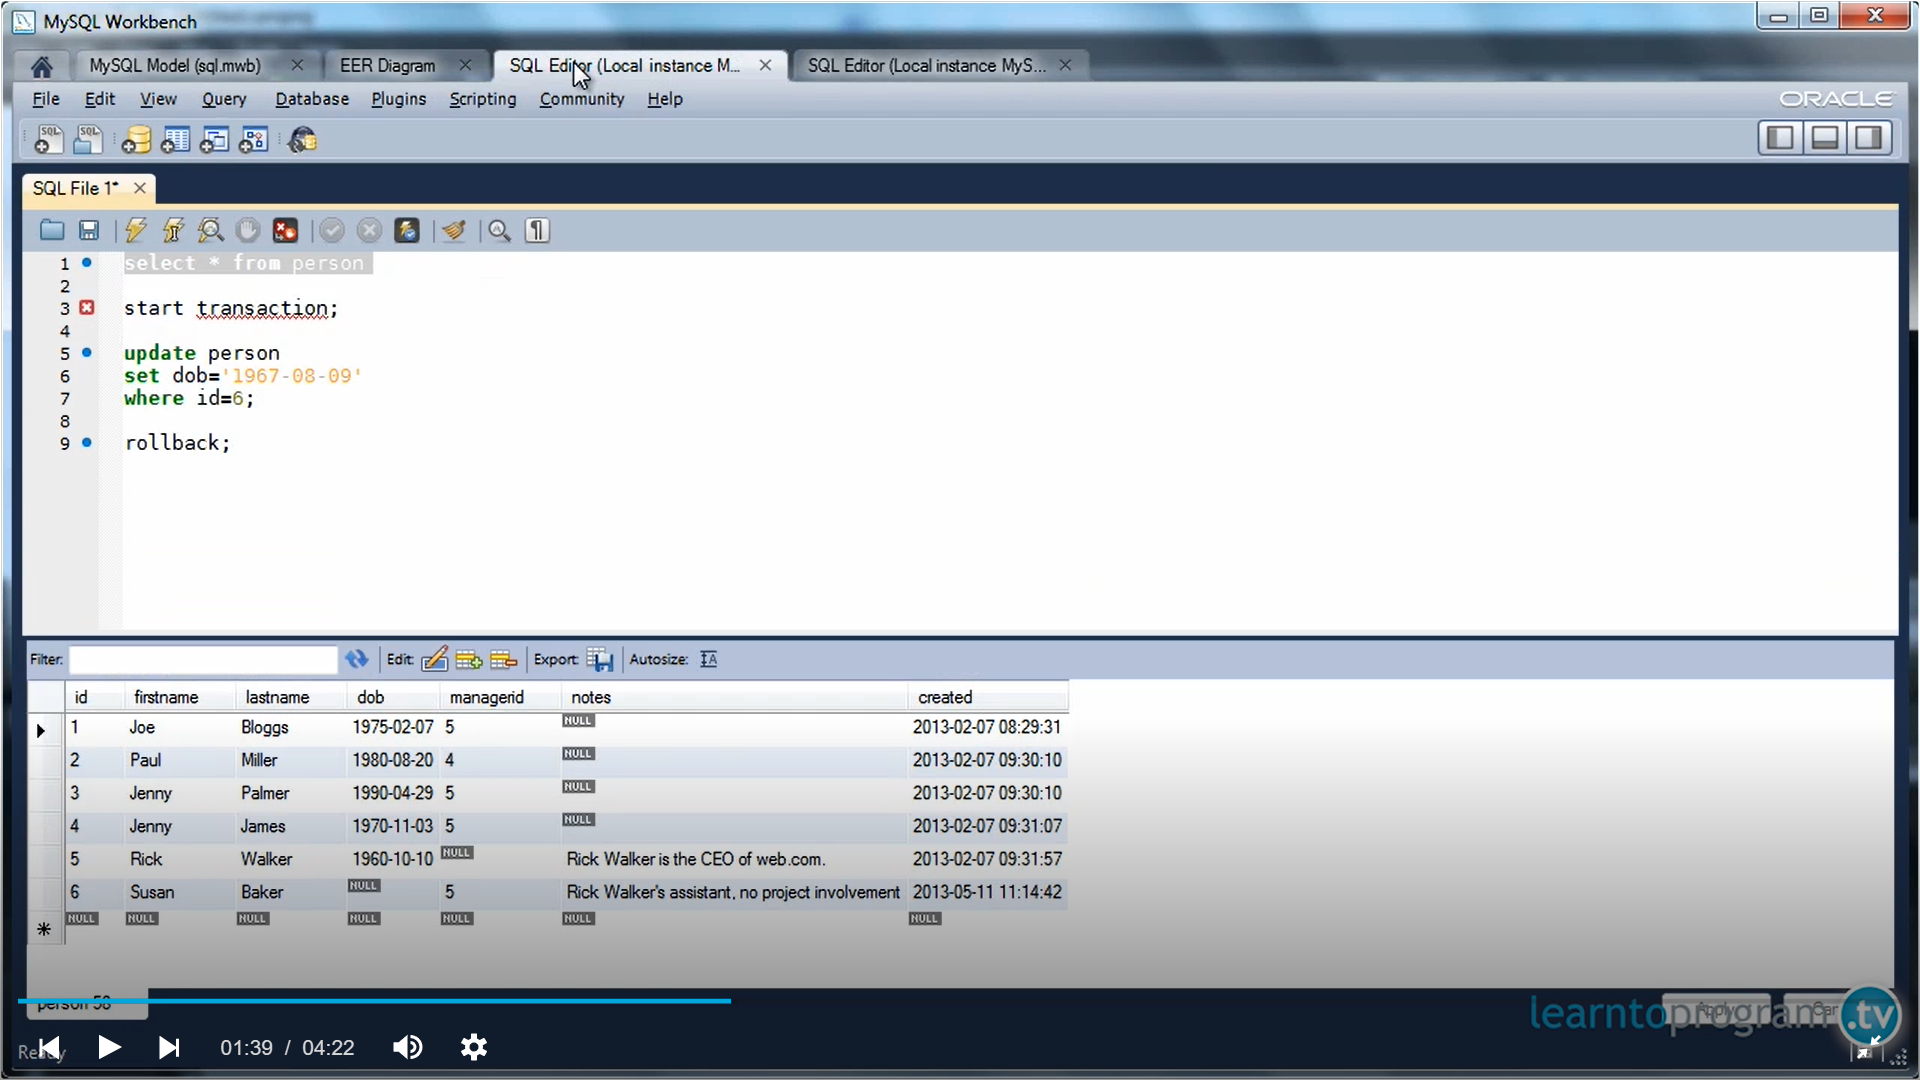 MySQL Workbench
MySQL Model (sql.mwb) EER Diagram SQL Editor (Local instance M... SQL Editor (Local instance MyS...
File Edit View Query Database Plugins Scripting Community Help
ORACLE
SQL SQL
SQL File 1*
1 select * from person
2
3 start transaction;
4
5 update person
6 set dob='1967-08-09'
7 where id=6;
8
9 rollback;
Filter: Edit: Export: Autosize:
id firstname lastname dob managerid notes created
1 Joe Bloggs 1975-02-07 5 NULL 2013-02-07 08:29:31
2 Paul Miller 1980-08-20 4 NULL 2013-02-07 09:30:10
3 Jenny Palmer 1990-04-29 5 NULL 2013-02-07 09:30:10
4 Jenny James 1970-11-03 5 NULL 2013-02-07 09:31:07
5 Rick Walker 1960-10-10 NULL Rick Walker is the CEO of web.com. 2013-02-07 09:31:57
6 Susan Baker NULL 5 Rick Walker's assistant, no project involvement 2013-05-11 11:14:42
NULL NULL NULL NULL NULL NULL NULL
person 58
learntoprogram.tv
Apply
Ready
01:39 / 04:22